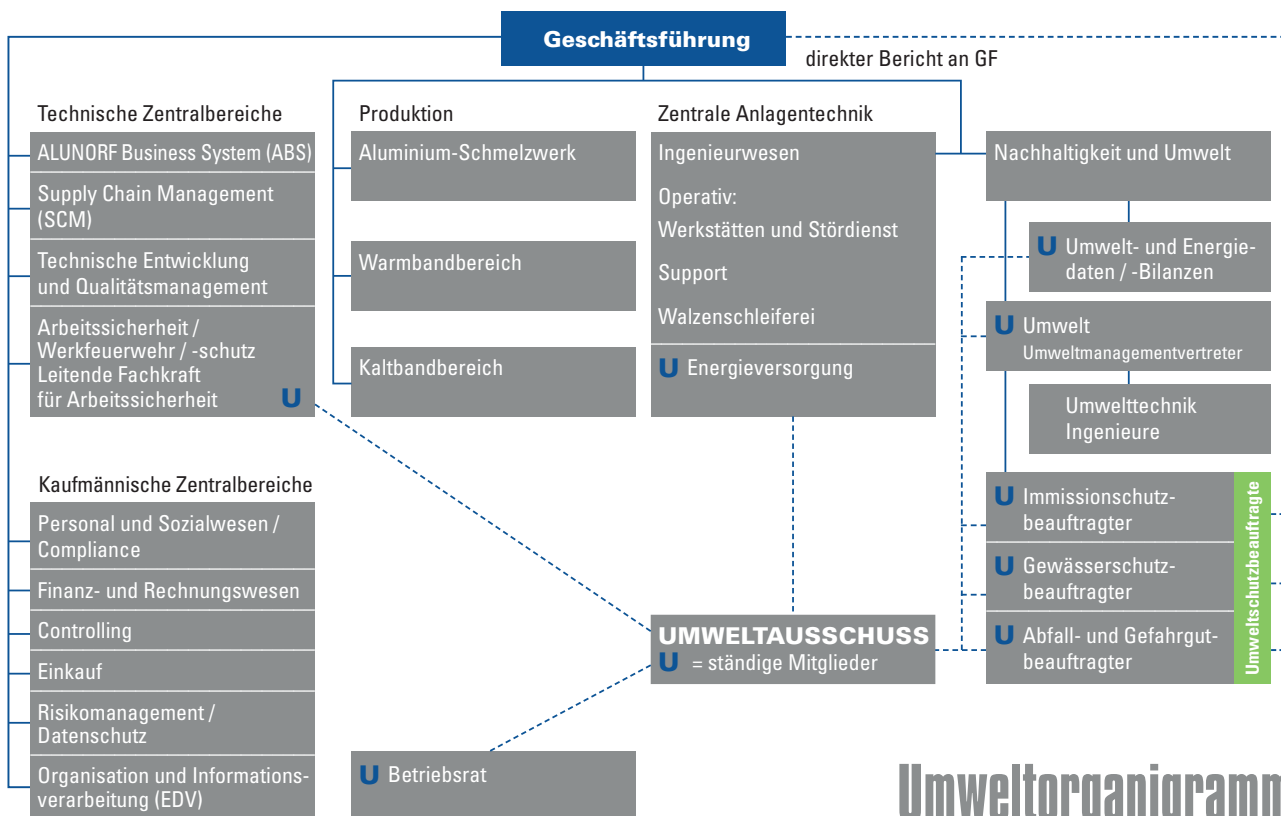 Geschäftsführung
direkter Bericht an GF
Technische Zentralbereiche
ALUNORF Business System (ABS)
Supply Chain Management
(SCM)
Technische Entwicklung
und Qualitätsmanagement
Arbeitssicherheit /
Werkfeuerwehr / -schutz
Leitende Fachkraft
für Arbeitssicherheit U
Kaufmännische Zentralbereiche
Personal und Sozialwesen /
Compliance
Finanz- und Rechnungswesen
Controlling
Einkauf
Risikomanagement /
Datenschutz
Organisation und Informations-
verarbeitung (EDV)
Produktion
Aluminium-Schmelzwerk
Warmbandbereich
Kaltbandbereich
U Betriebsrat
Zentrale Anlagentechnik
Ingenieurwesen
Operativ:
Werkstätten und Stördienst
Support
Walzenschleiferei
U Energieversorgung
UMWELTAUSSCHUSS
U = ständige Mitglieder
Nachhaltigkeit und Umwelt
U Umwelt- und Energie-
daten / -Bilanzen
U Umwelt
Umweltmanagementvertreter
Umwelttechnik
Ingenieure
U Immissionschutz-
beauftragter
U Gewässerschutz-
beauftragter
U Abfall- und Gefahrgut-
beauftragter
Umweltschutzbeauftragte
Umweltorganigramm